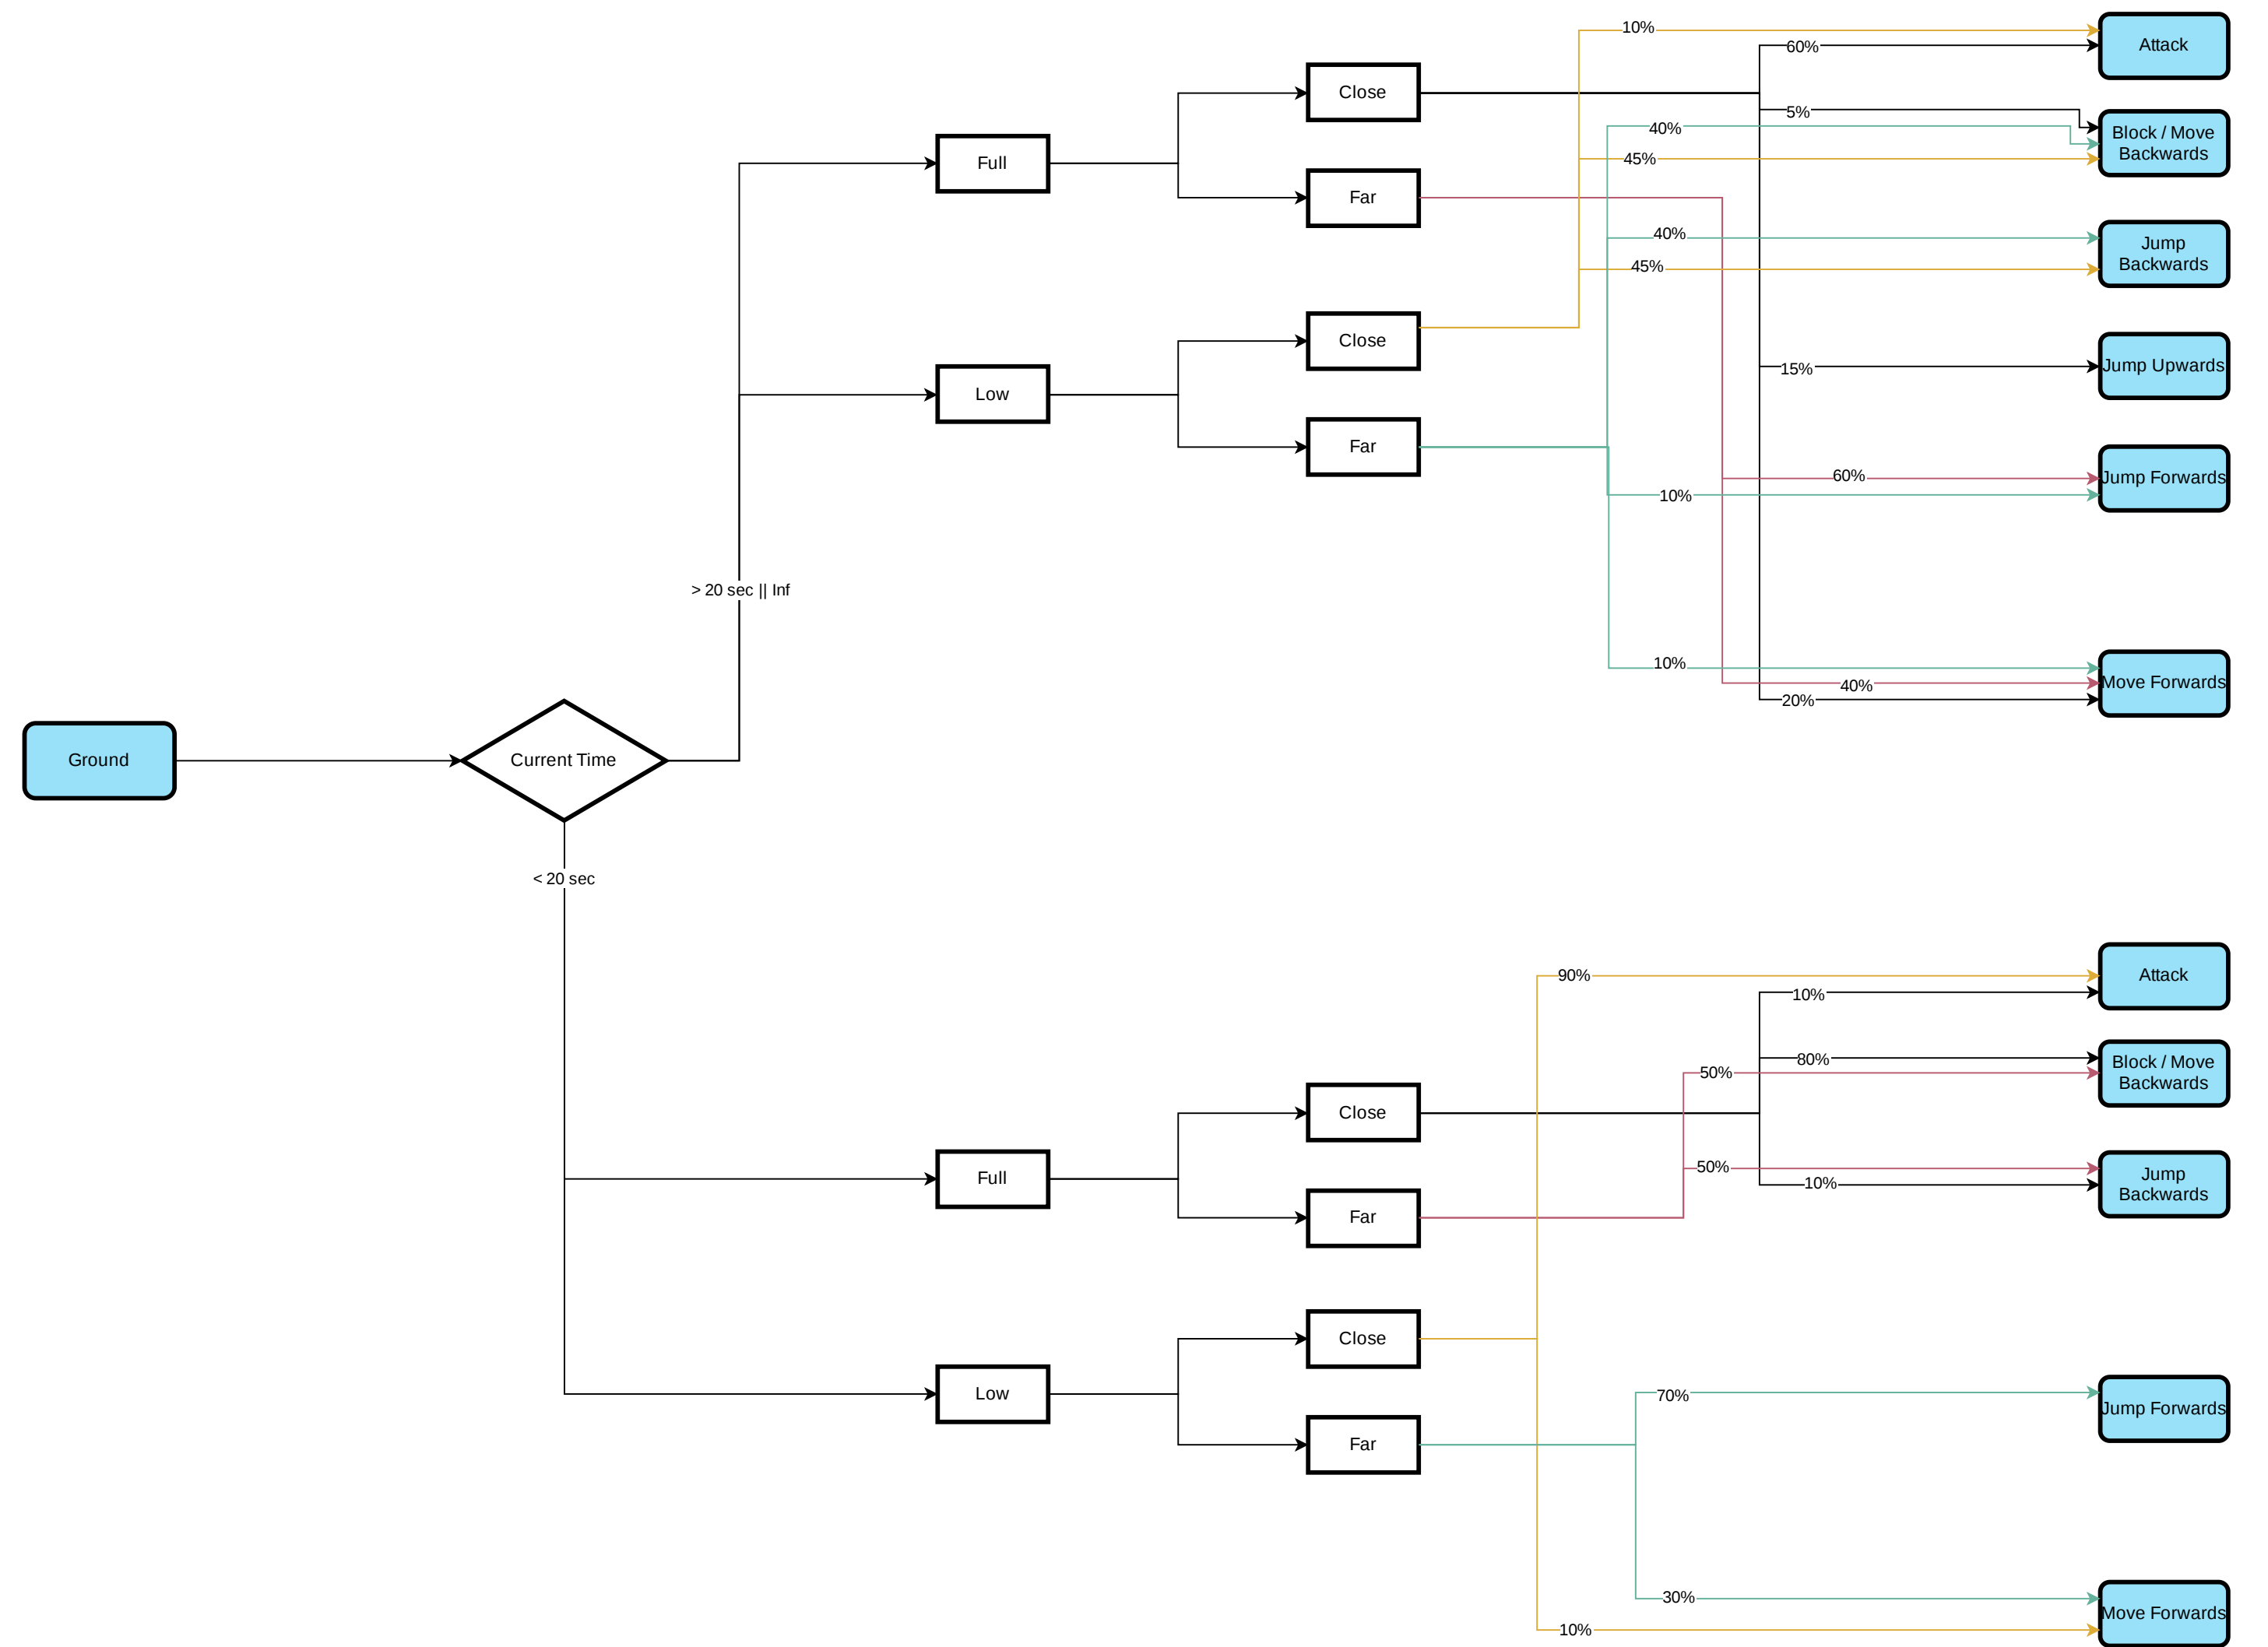 10%
Attack
60%
Close
5%
40%
Block / Move
Backwards
45%
Full
Far
40%
Jump
Backwards
45%
Close
Jump Upwards
15%
Low
Far
60%
Jump Forwards
10%
> 20 sec || Inf
10%
Move Forwards
40%
20%
Ground
Current Time
< 20 sec
90%
Attack
10%
80%
Block / Move
Backwards
50%
Close
50%
Jump
Backwards
10%
Full
Far
Close
Low
70%
Jump Forwards
Far
30%
Move Forwards
10%